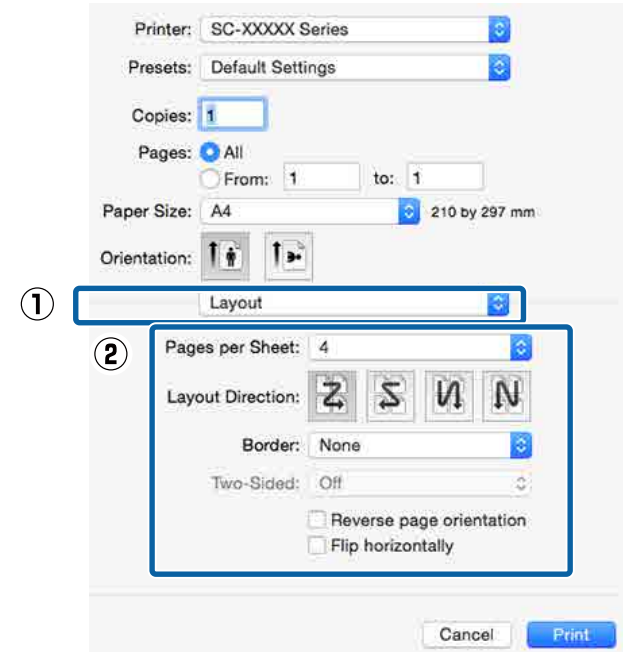 Printer: SC-XXXXX Series
Presets: Default Settings
Copies: 1
Pages: All
From: 1 to: 1
Paper Size: A4 210 by 297 mm
Orientation:
① Layout
② Pages per Sheet: 4
Layout Direction:
Border: None
Two-Sided: Off
Reverse page orientation
Flip horizontally
Cancel Print